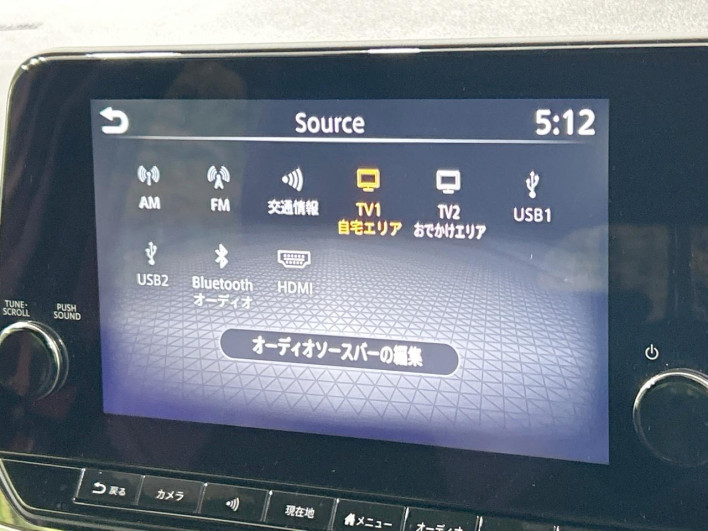 Source
5:12
AM
FM
交通情報
TV1
自宅エリア
TV2
おでかけエリア
USB1
USB2
Bluetooth
オーディオ
HDMI
オーディオソースバーの編集
TUNE・
SCROLL
PUSH
SOUND
戻る
カメラ
現在地
メニュー